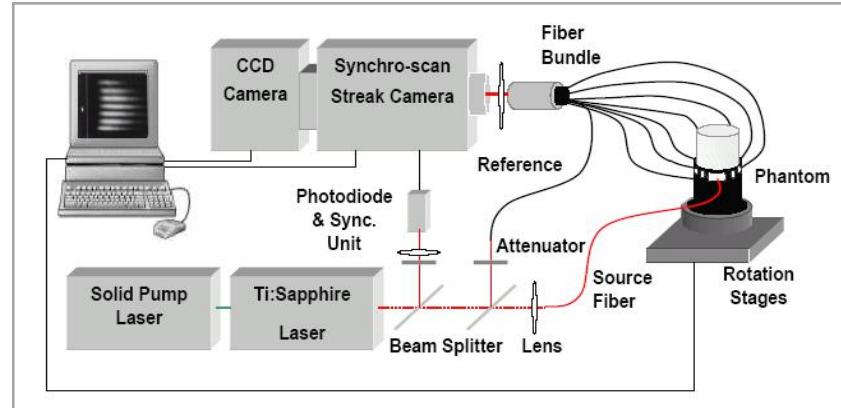 Fiber
Bundle
CCD
Camera
Synchro-scan
Streak Camera
Reference
Phantom
Photodiode
& Sync.
Unit
Attenuator
Source
Fiber
Rotation
Stages
Solid Pump
Laser
Ti:Sapphire
Laser
Beam Splitter
Lens